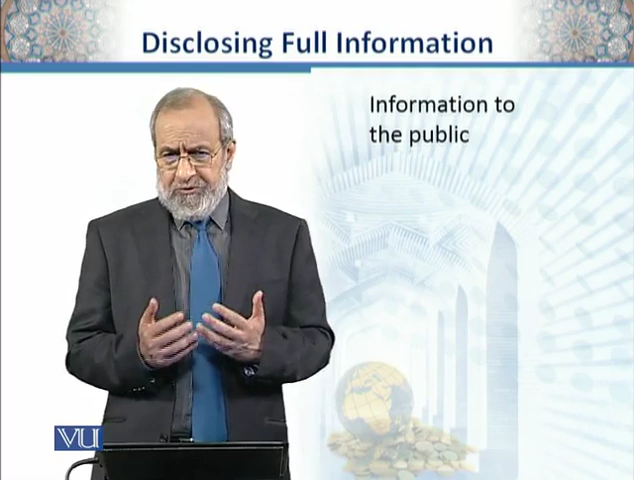 Disclosing Full Information
Information to
the public
VU